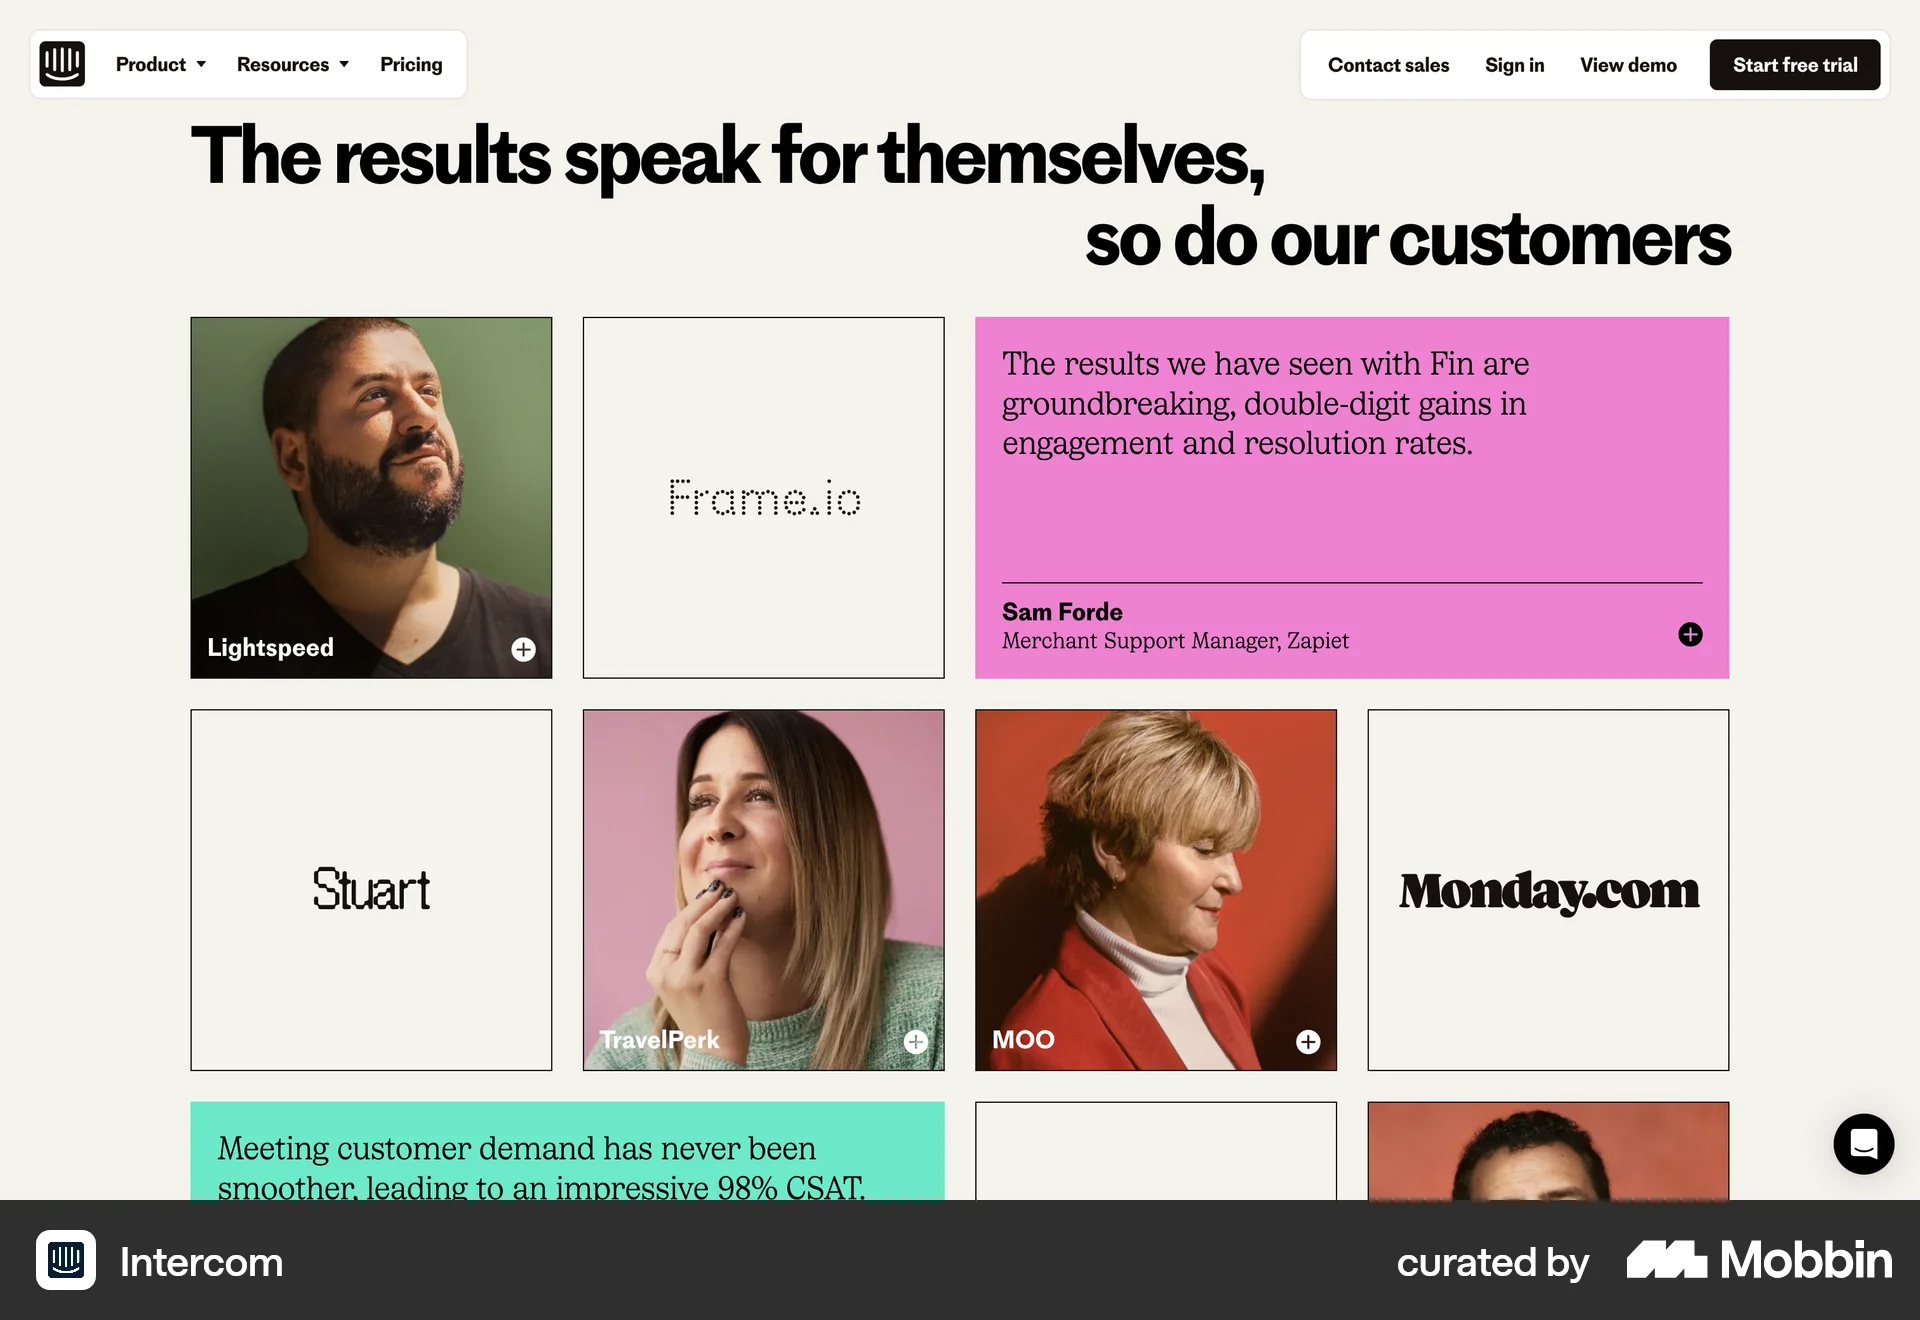 Product
Resources
Pricing
Contact sales
Sign in
View demo
Start free trial
The results speak for themselves,
so do our customers
Lightspeed
Frame.io
The results we have seen with Fin are
groundbreaking, double-digit gains in
engagement and resolution rates.
Sam Forde
Merchant Support Manager, Zapiet
Stuart
TravelPerk
MOO
Monday.com
Meeting customer demand has never been
smoother, leading to an impressive 98% CSAT.
Intercom
curated by
Mobbin